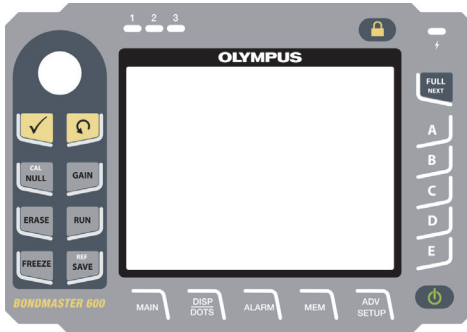 1 2 3
OLYMPUS
FULL
NEXT
A
B
C
D
E
CAL
NULL
GAIN
ERASE
RUN
FREEZE
REF
SAVE
BONDMASTER 600
MAIN
DISP
DOTS
ALARM
MEM
ADV
SETUP